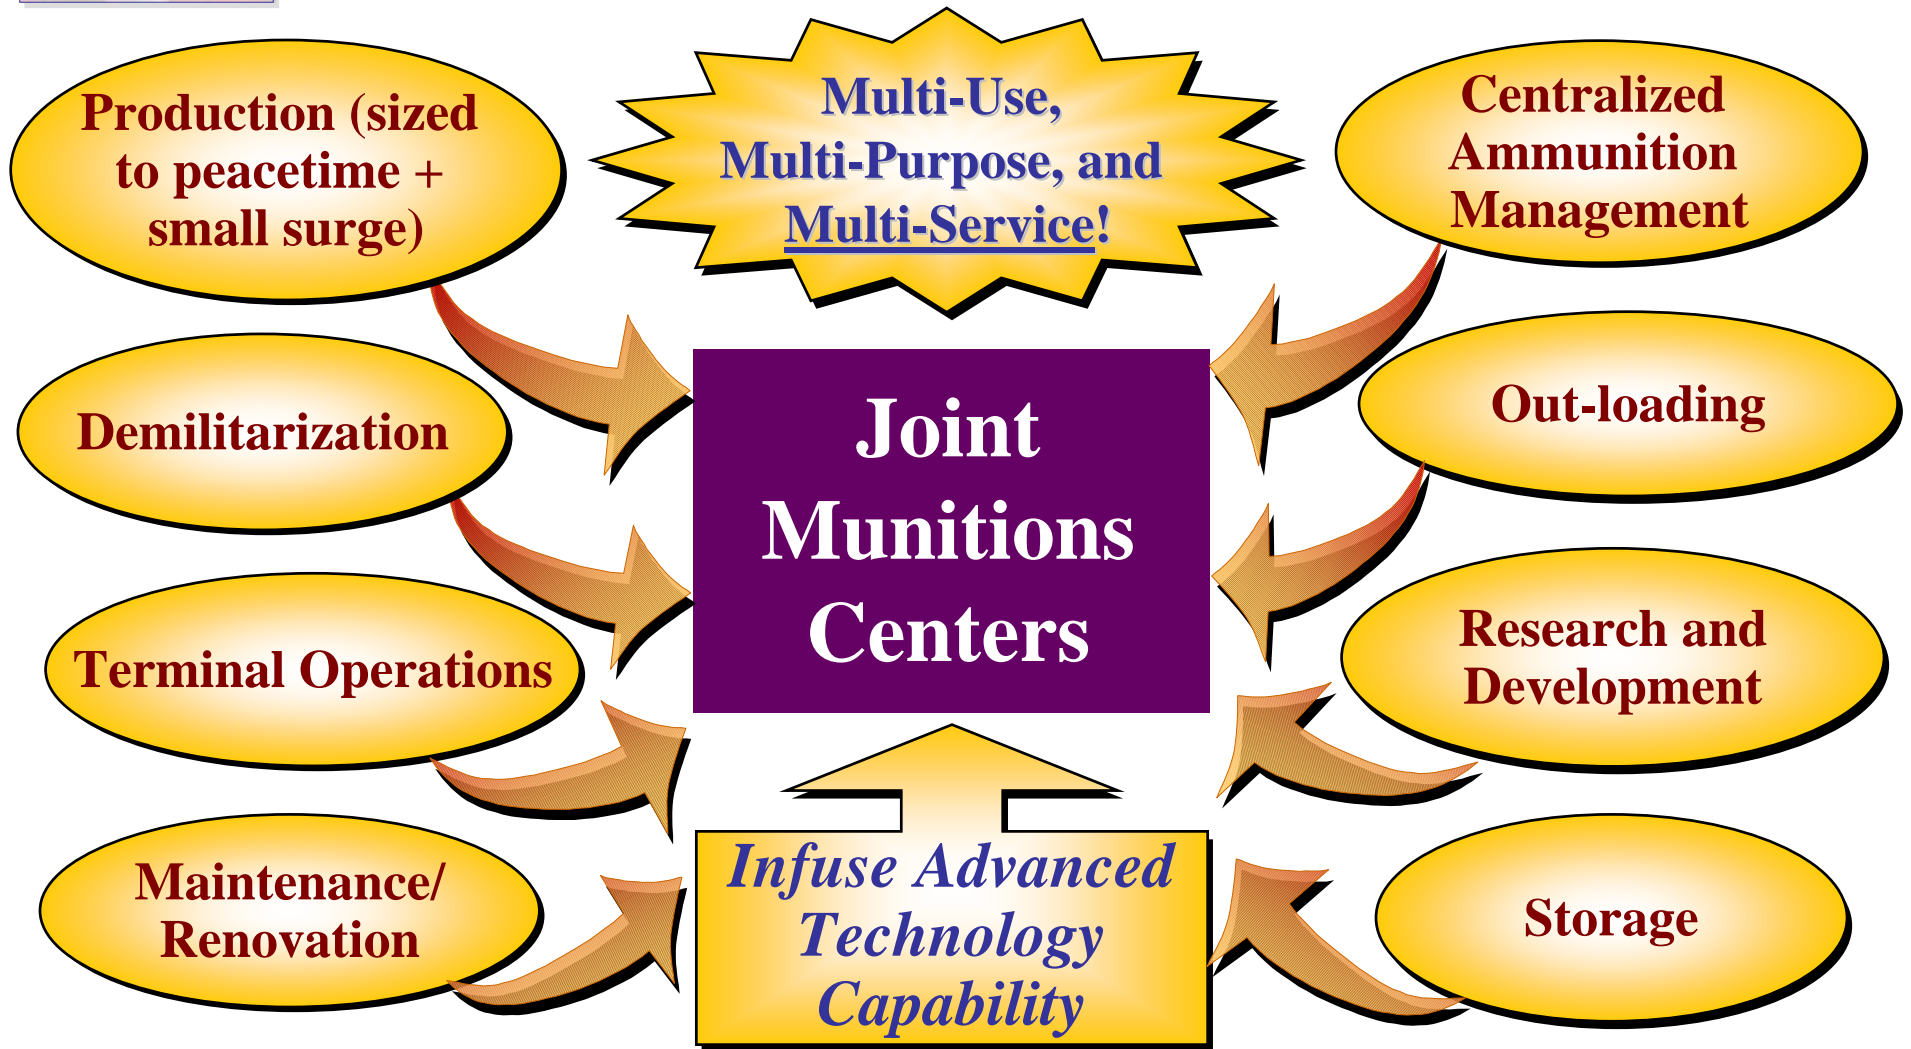 Production (sized
to peacetime +
small surge)
Multi-Use,
Multi-Purpose, and
Multi-Service!
Centralized
Ammunition
Management
Demilitarization
Joint
Munitions
Centers
Out-loading
Terminal Operations
Research and
Development
Maintenance/
Renovation
Infuse Advanced
Technology
Capability
Storage